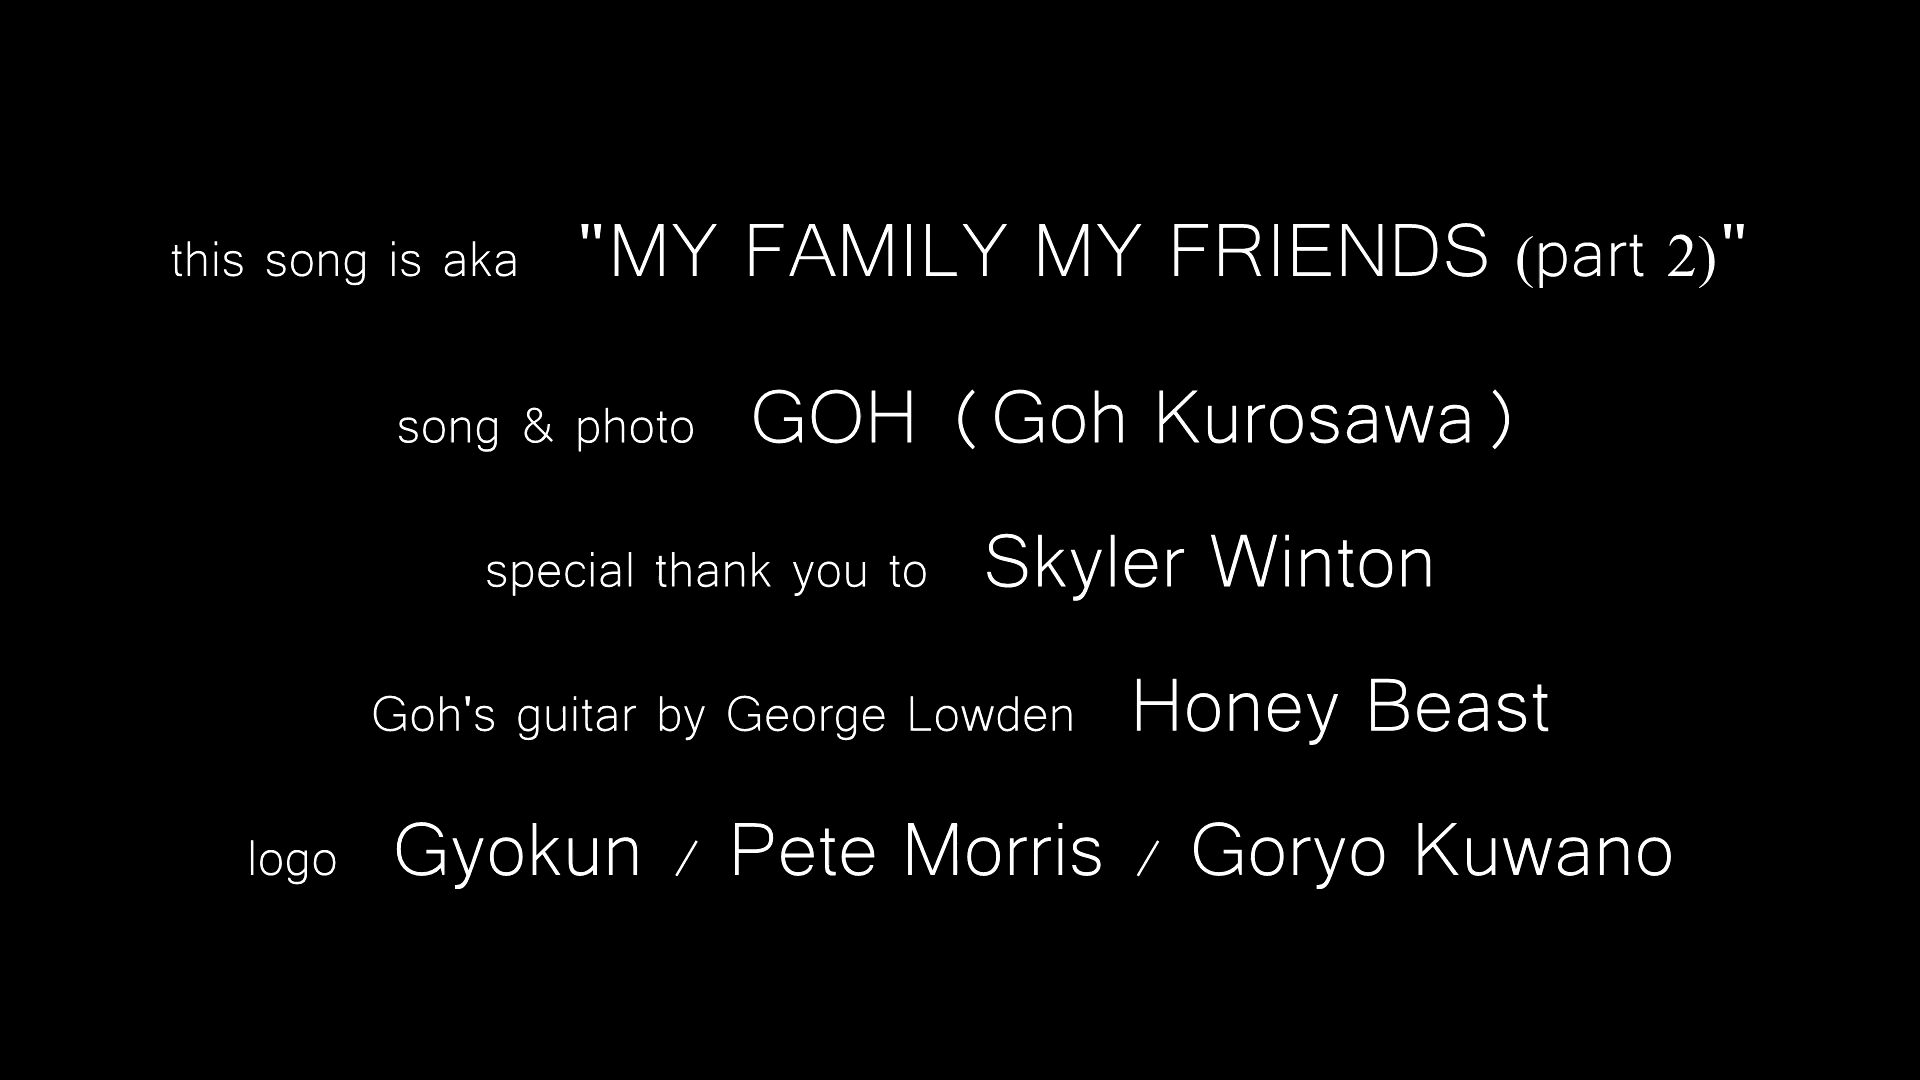 this song is aka "MY FAMILY MY FRIENDS (part 2)"
song & photo GOH (Goh Kurosawa)
special thank you to Skyler Winton
Goh's guitar by George Lowden Honey Beast
logo Gyokun / Pete Morris / Goryo Kuwano